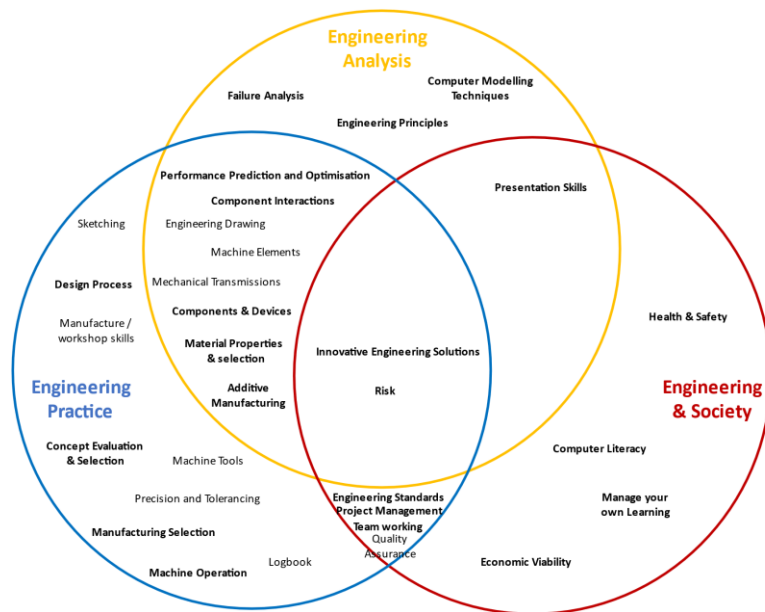 Engineering
Analysis
Computer Modelling
Techniques
Failure Analysis
Engineering Principles
Performance Prediction and Optimisation
Presentation Skills
Component Interactions
Sketching
Engineering Drawing
Machine Elements
Design Process
Mechanical Transmissions
Components & Devices
Health & Safety
Manufacture /
workshop skills
Material Properties
& selection
Innovative Engineering Solutions
Engineering
Practice
Additive
Manufacturing
Risk
Engineering
& Society
Concept Evaluation
& Selection
Machine Tools
Computer Literacy
Precision and Tolerancing
Engineering Standards
Project Management
Team working
Quality
Assurance
Manage your
own Learning
Manufacturing Selection
Machine Operation
Logbook
Economic Viability